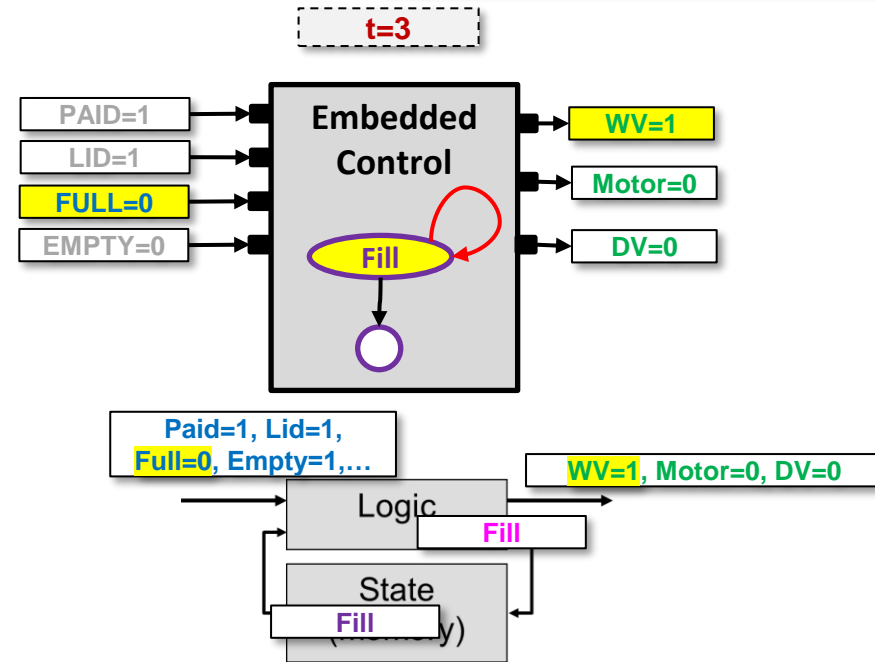 t=3
PAID=1
LID=1
FULL=0
EMPTY=0
Embedded
Control
Fill
WV=1
Motor=0
DV=0
Paid=1, Lid=1,
Full=0, Empty=1,…
WV=1, Motor=0, DV=0
Logic
Fill
State
Fill